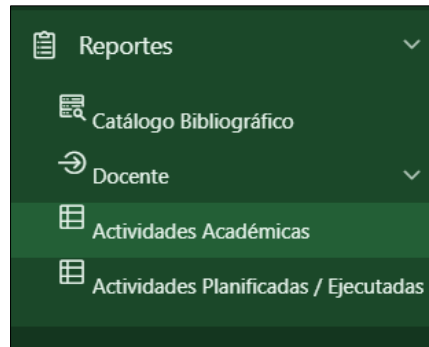 Reportes
Catálogo Bibliográfico
Docente
Actividades Académicas
Actividades Planificadas / Ejecutadas